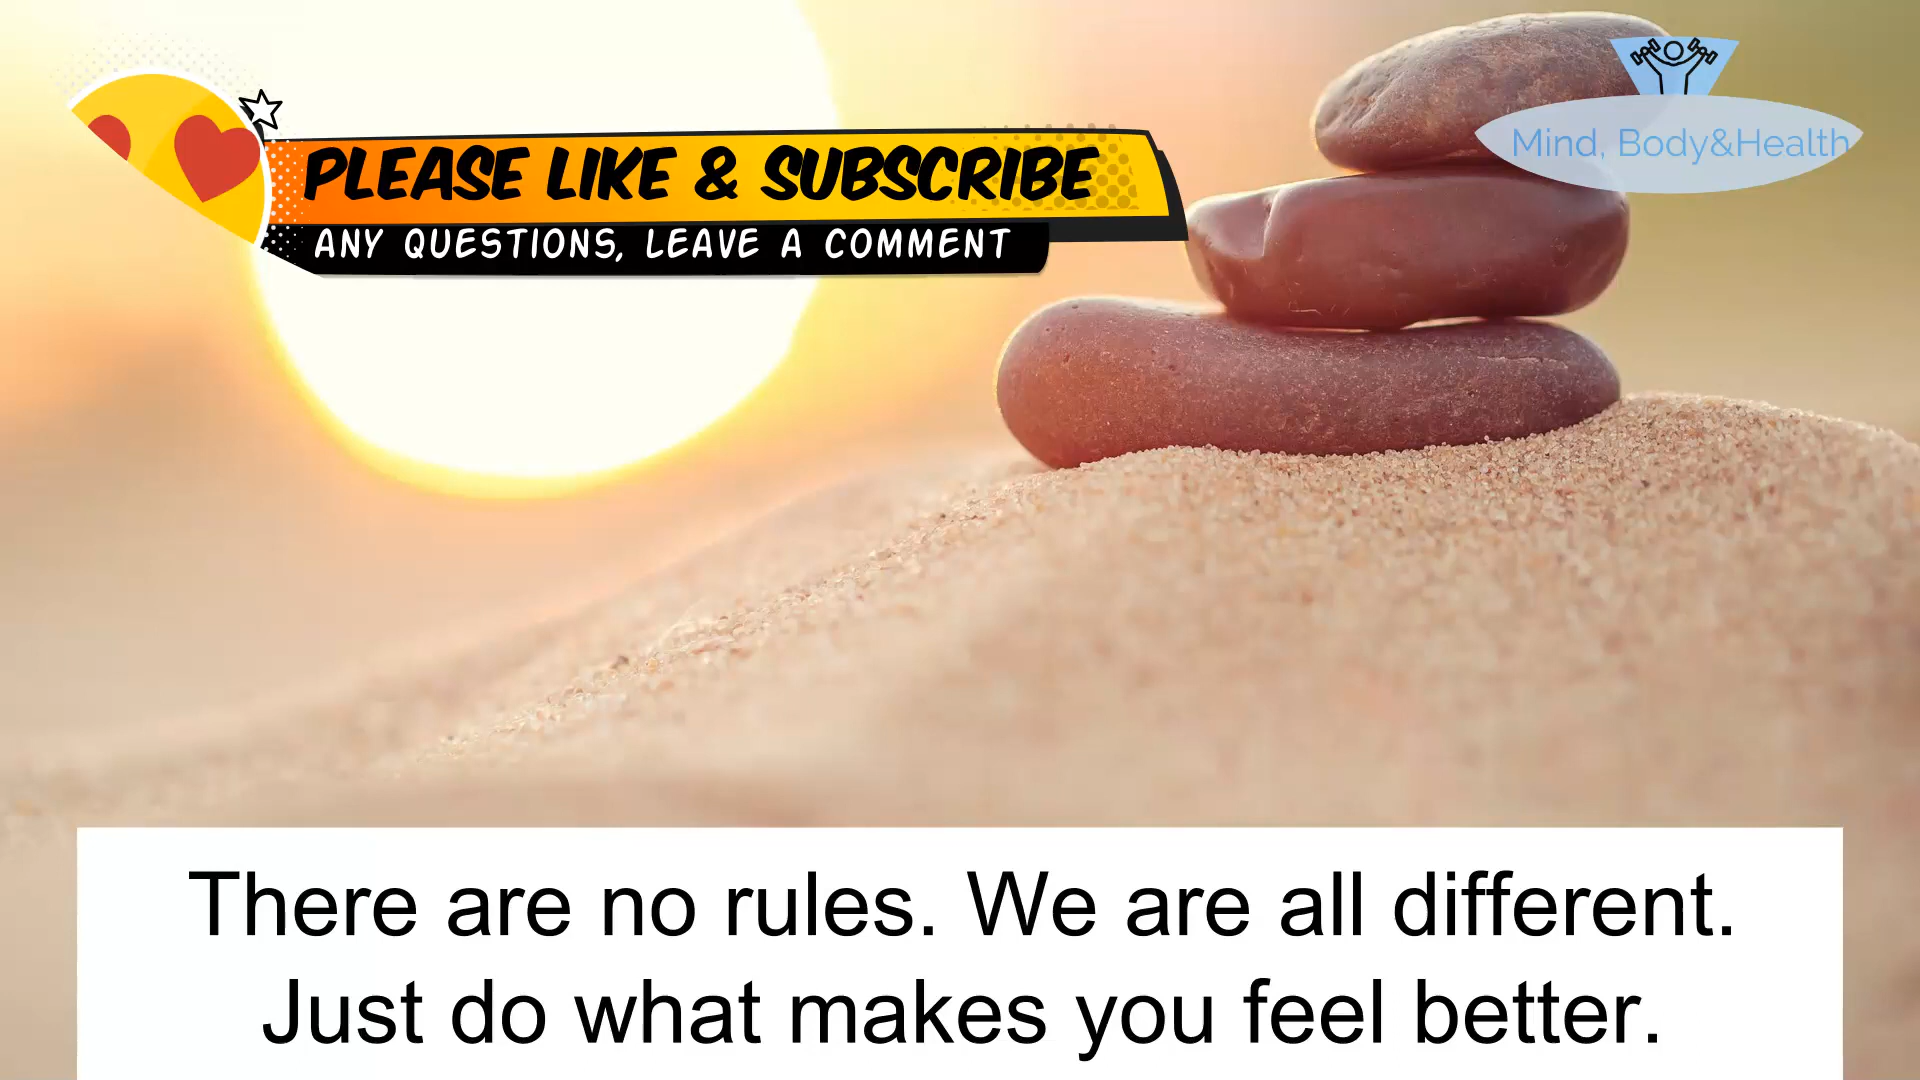 PLEASE LIKE & SUBSCRIBE
ANY QUESTIONS, LEAVE A COMMENT
Mind, Body&Health
There are no rules. We are all different.
Just do what makes you feel better.